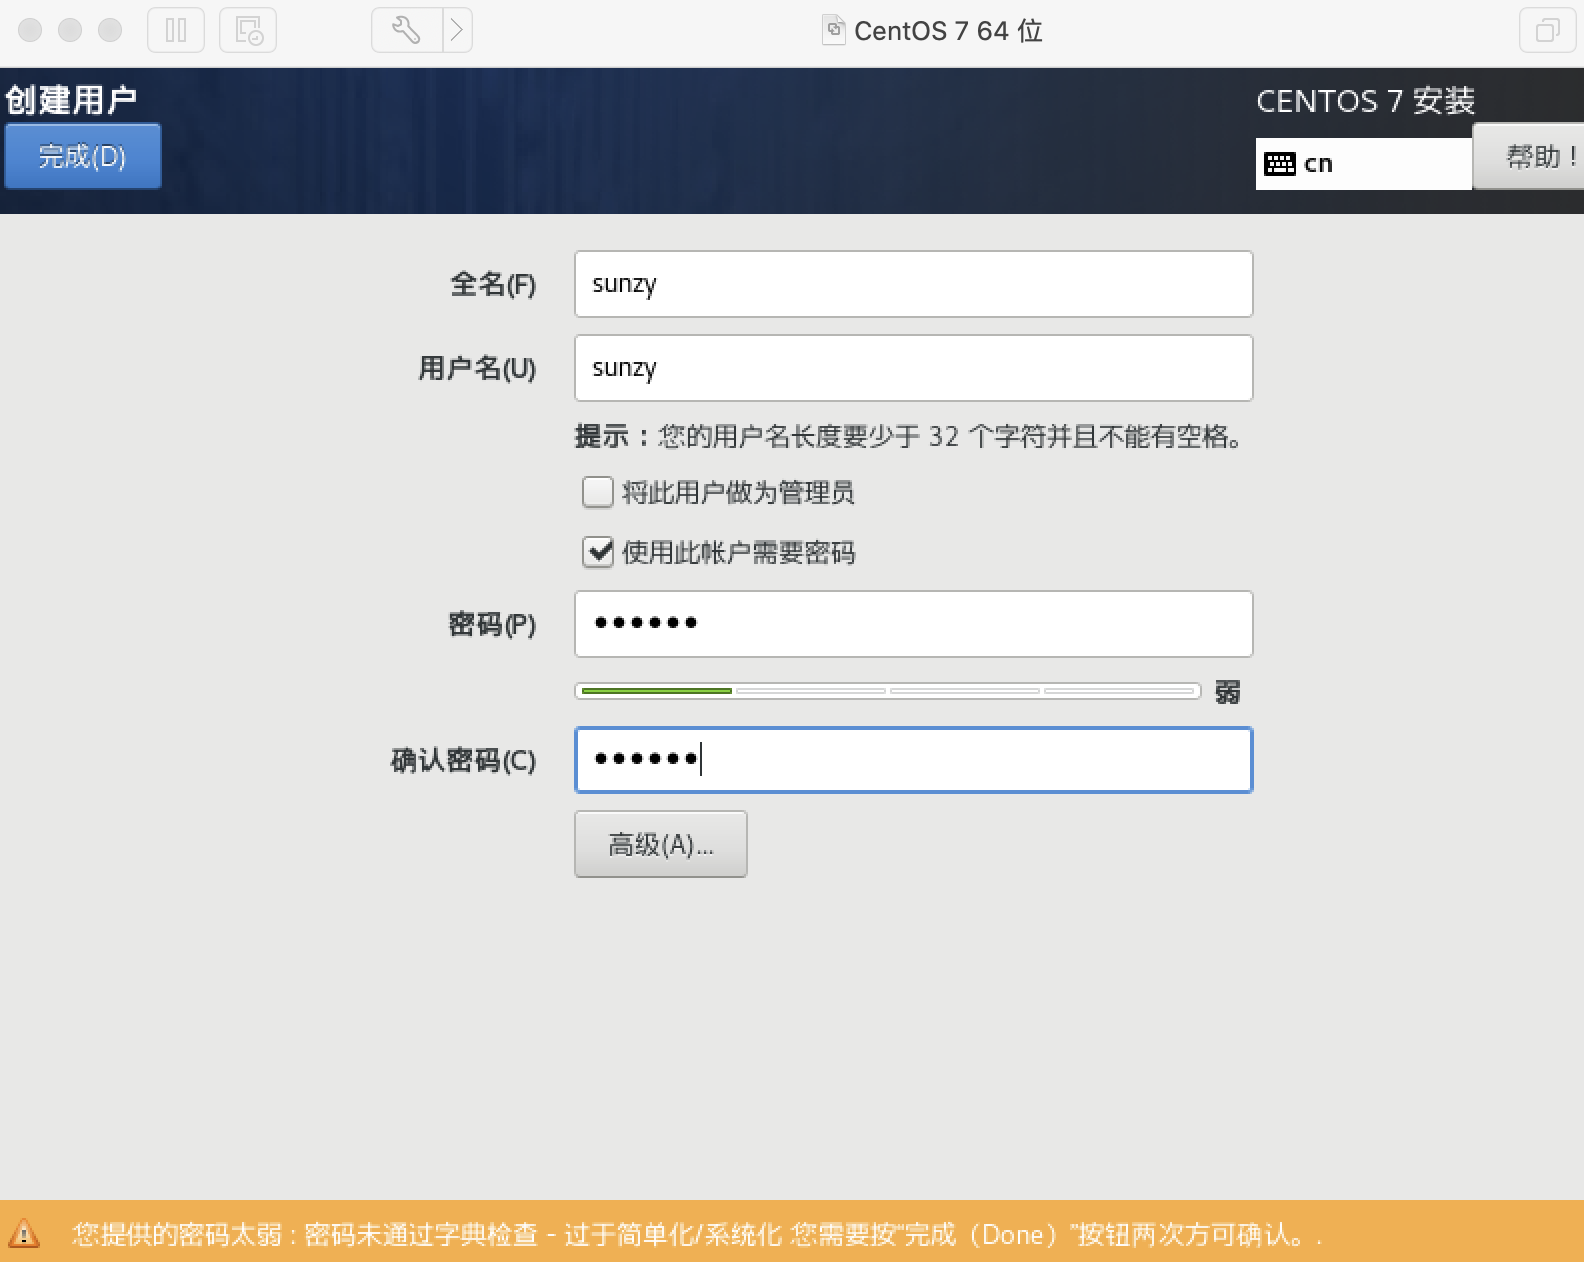 CentOS 7 64 位
创建用户
CENTOS 7 安装
完成(D)
cn
帮助！
全名(F)
sunzy
用户名(U)
sunzy
提示：您的用户名长度要少于 32 个字符并且不能有空格。
将此用户做为管理员
使用此帐户需要密码
密码(P)
••••••
弱
确认密码(C)
••••••
高级(A)...
您提供的密码太弱：密码未通过字典检查 - 过于简单化/系统化 您需要按“完成（Done）”按钮两次方可确认。.